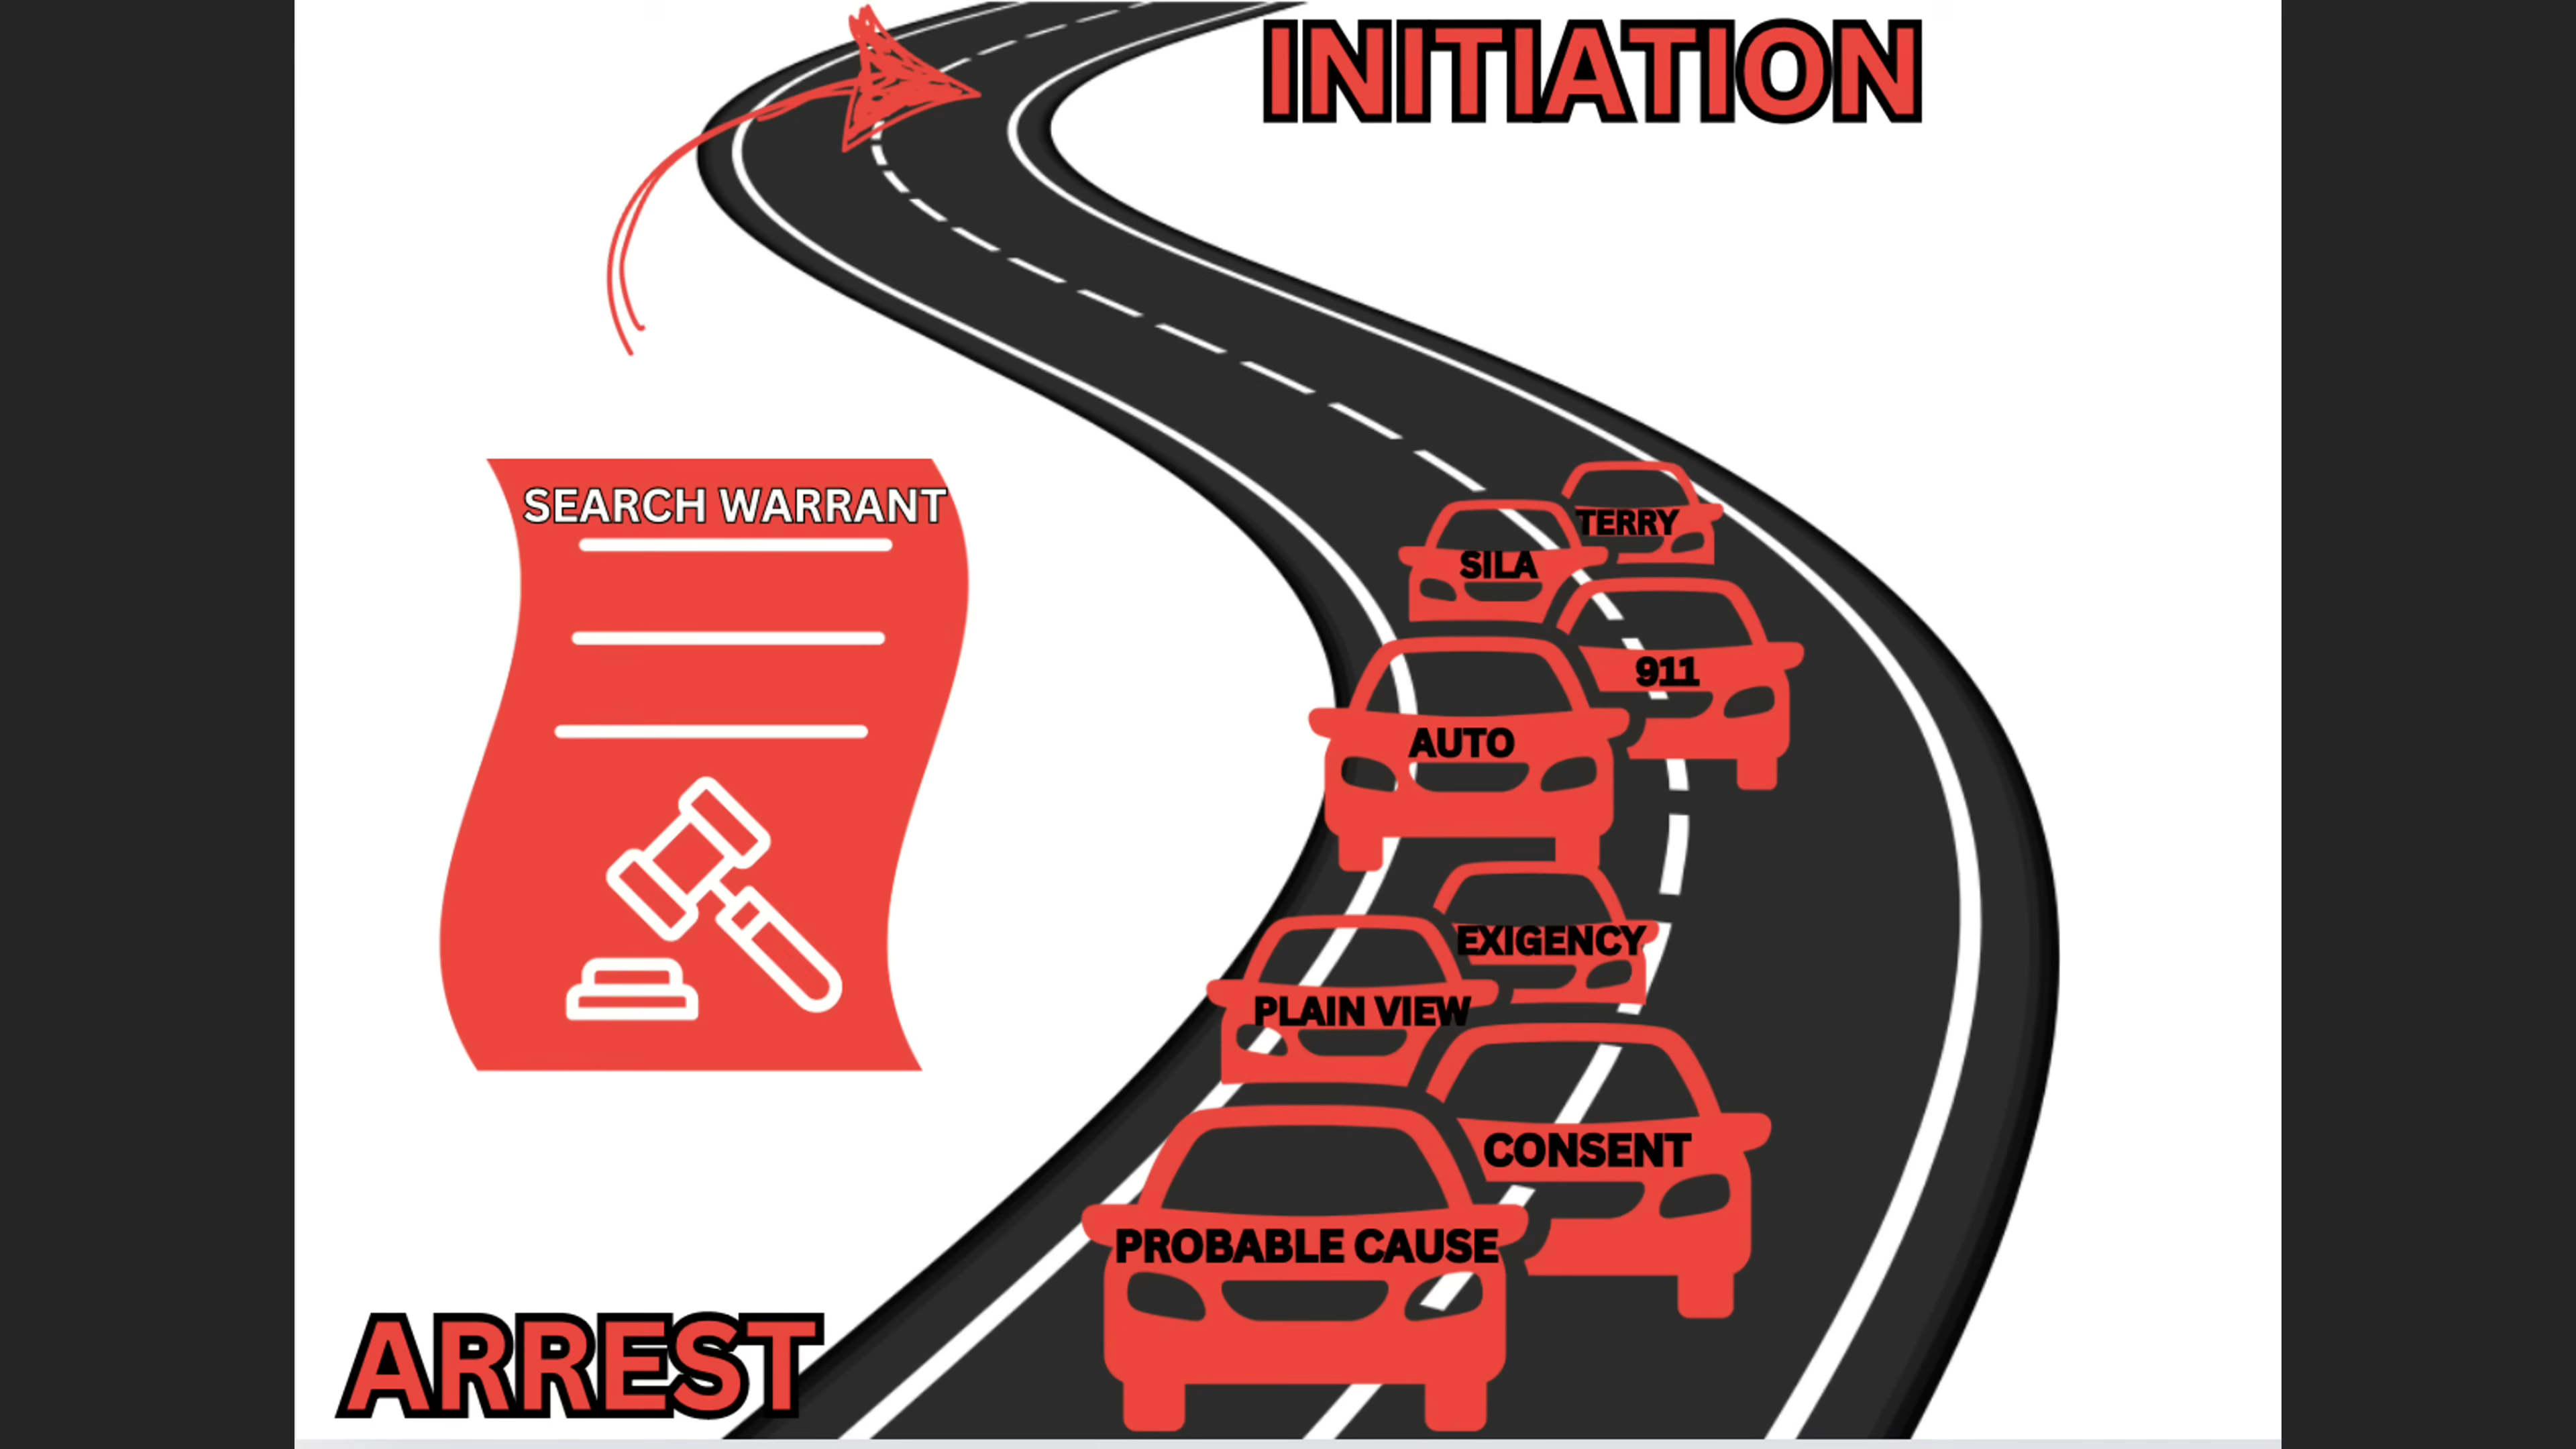 INITIATION
SEARCH WARRANT
TERRY
SILA
911
AUTO
EXIGENCY
PLAIN VIEW
CONSENT
PROBABLE CAUSE
ARREST